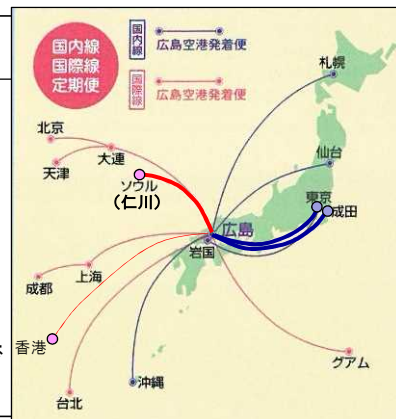 国内線
国際線
定期便
国内線
広島空港発着便
国際線
広島空港発着便
札幌
北京
大連
仙台
天津
ソウル
(仁川)
東京
成田
広島
岩国
上海
成都
香港
グアム
台北
沖縄